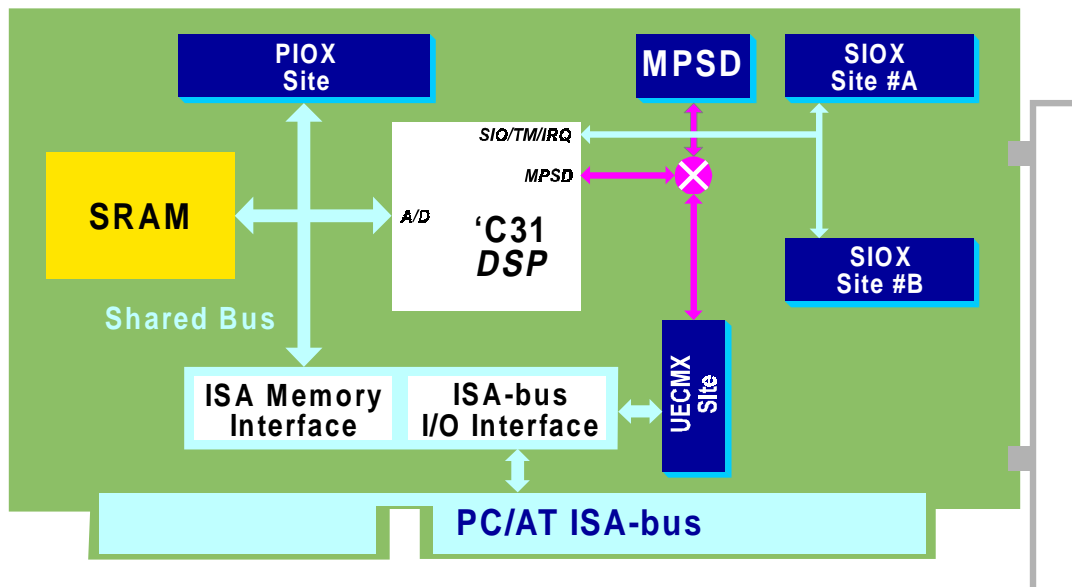 PIOX
Site
MPSD
SIOX
Site #A
SIO/TM/IRQ
MPSD
SRAM
A/D
‘C31
DSP
SIOX
Site #B
Shared Bus
UECMX
SIte
ISA Memory
Interface
ISA-bus
I/O Interface
PC/AT ISA-bus